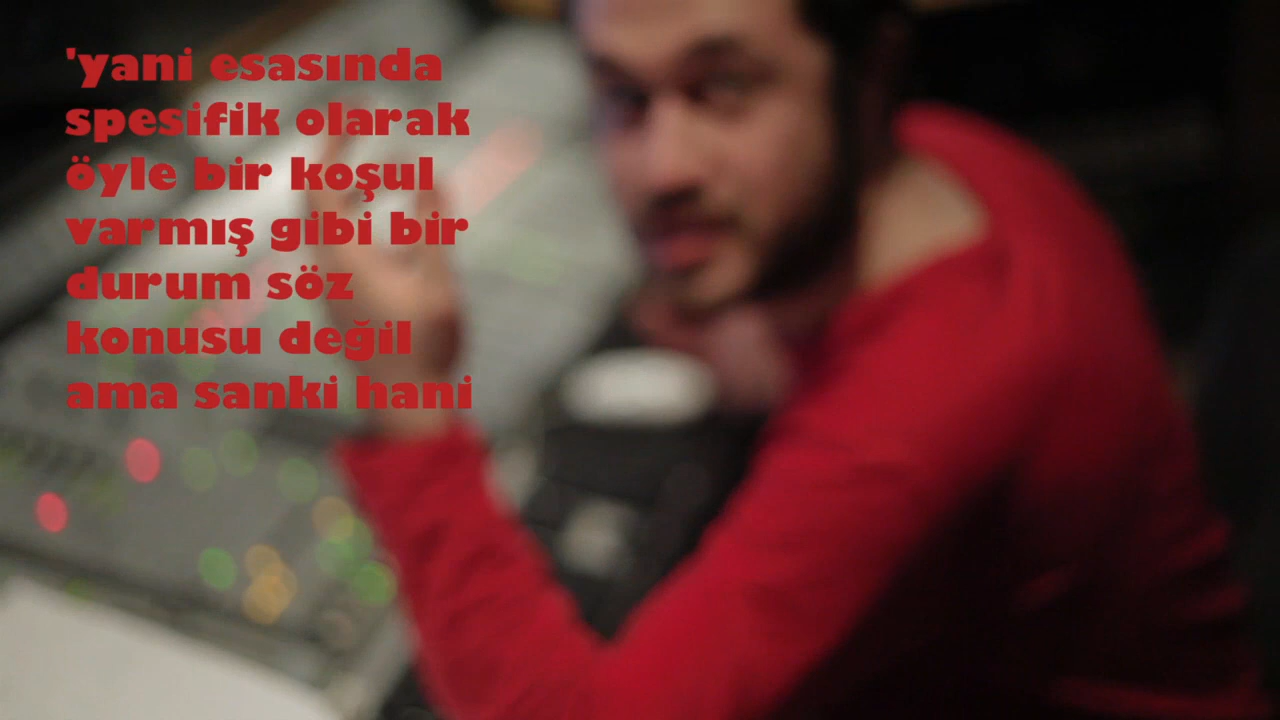 'yani esasında
spesifik olarak
öyle bir koşul
varmış gibi bir
durum söz
konusu değil
ama sanki hani